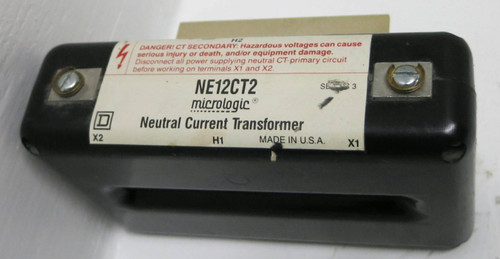 H2
DANGER: CT SECONDARY: Hazardous voltages can cause
serious injury or death, and/or equipment damage.
Disconnect all power supplying neutral CT primary circuit
before working on terminals X1 and X2.
NE12CT2
micrologic®
3
Neutral Current Transformer
X2 H1 MADE IN U.S.A. X1